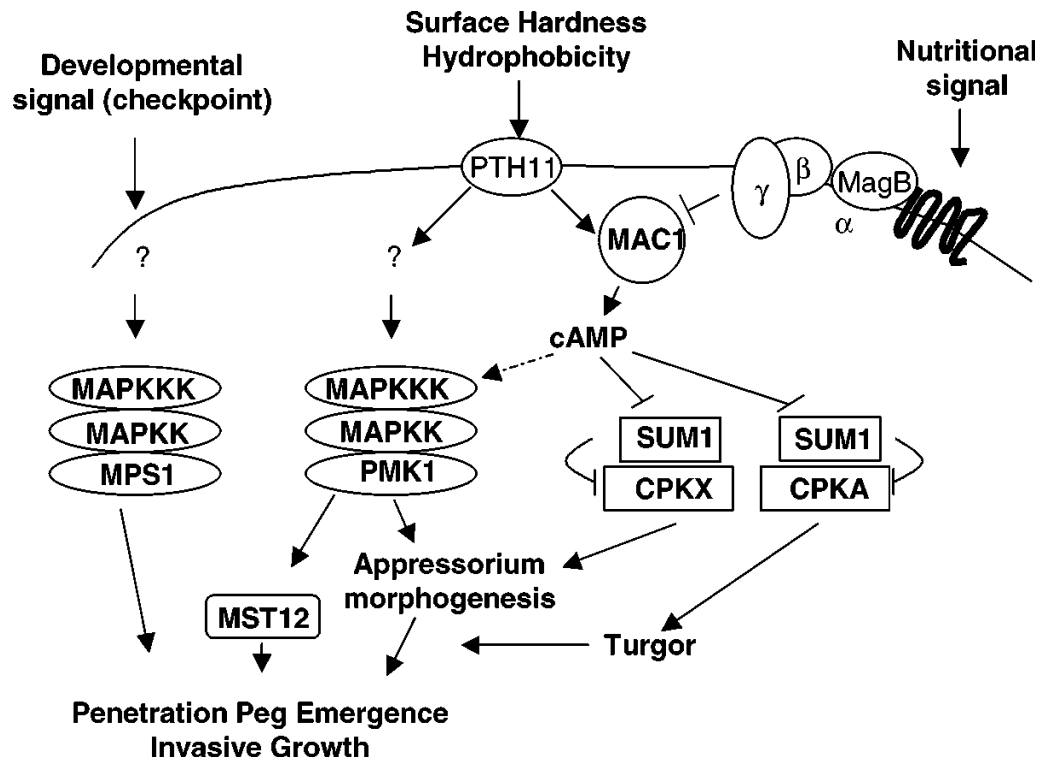 Surface Hardness
Hydrophobicity
Developmental
signal (checkpoint)
Nutritional
signal
PTH11
γ
β
MagB
α
MAC1
?
?
cAMP
MAPKKK
MAPKK
MPS1
MAPKKK
MAPKK
PMK1
SUM1
CPKX
SUM1
CPKA
Appressorium
morphogenesis
MST12
Turgor
Penetration Peg Emergence
Invasive Growth